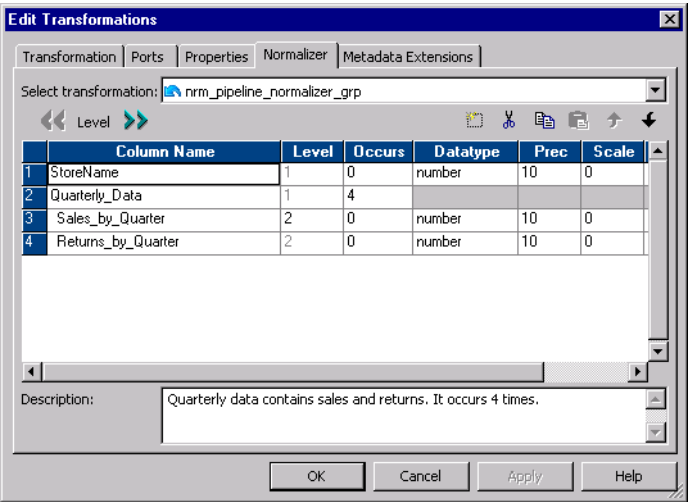 Edit Transformations
Transformation Ports Properties Normalizer Metadata Extensions
Select transformation: nrm_pipeline_normalizer_grp
Level
Column Name Level Occurs Datatype Prec Scale
1 StoreName 1 0 number 10 0
2 Quarterly_Data 1 4
3 Sales_by_Quarter 2 0 number 10 0
4 Returns_by_Quarter 2 0 number 10 0
Description: Quarterly data contains sales and returns. It occurs 4 times.
OK Cancel Apply Help